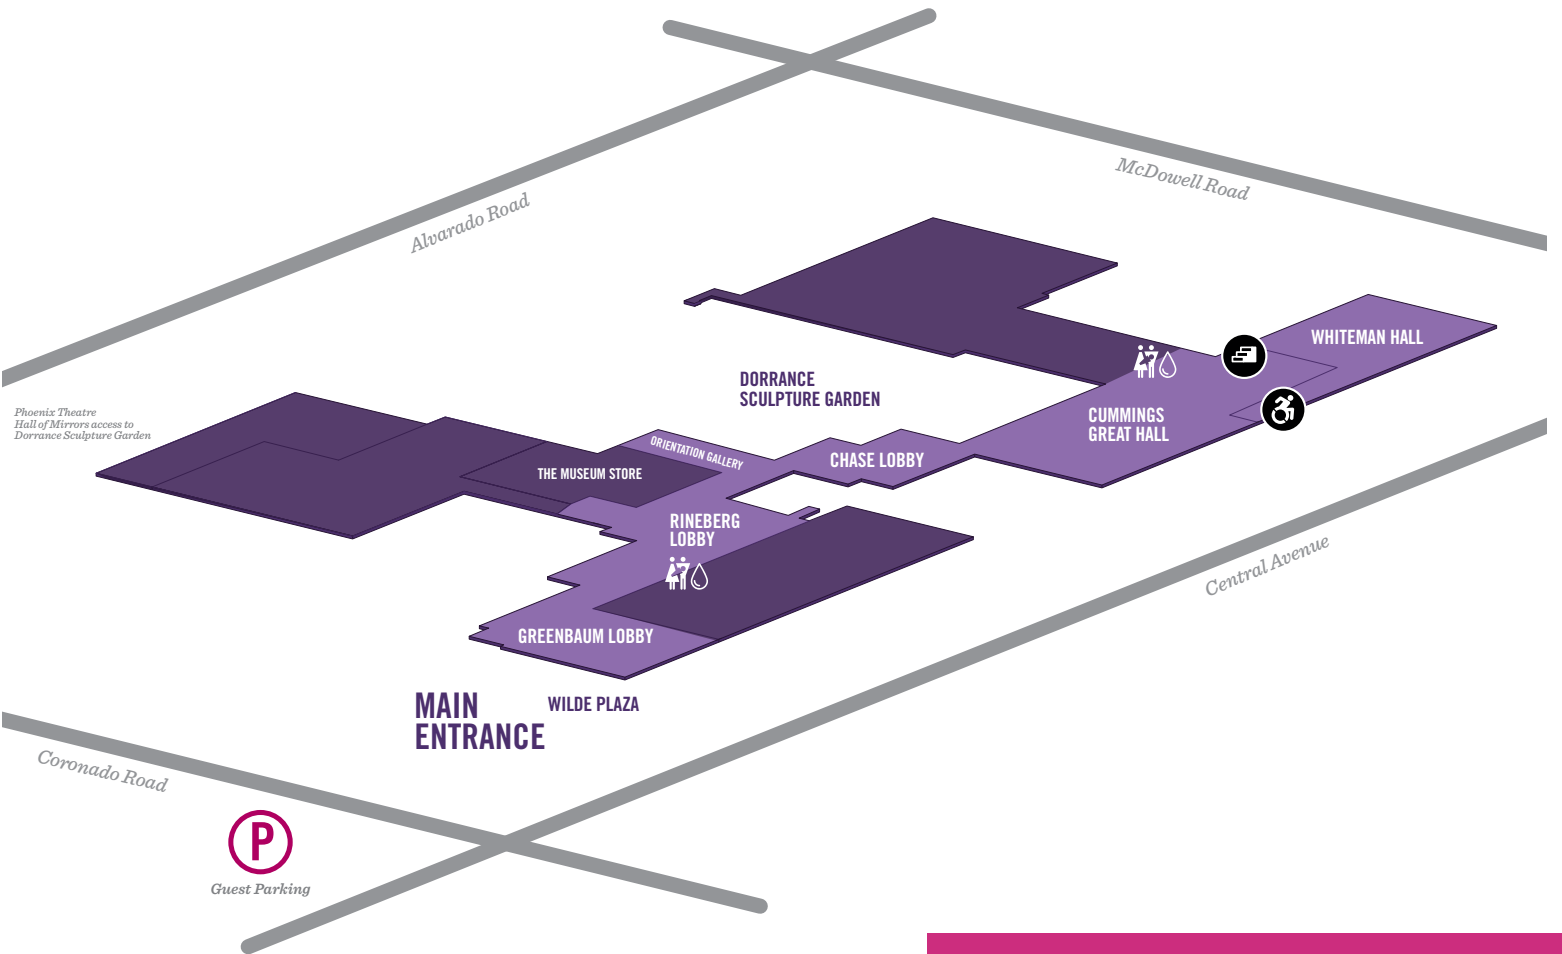 McDowell Road
Alvarado Road
WHITEMAN HALL
DORRANCE
SCULPTURE GARDEN
Phoenix Theatre
Hall of Mirrors access to
Dorrance Sculpture Garden
CUMMINGS
GREAT HALL
ORIENTATION GALLERY
CHASE LOBBY
THE MUSEUM STORE
RINEBERG
LOBBY
Central Avenue
GREENBAUM LOBBY
MAIN
ENTRANCE
WILDE PLAZA
Coronado Road
P
Guest Parking